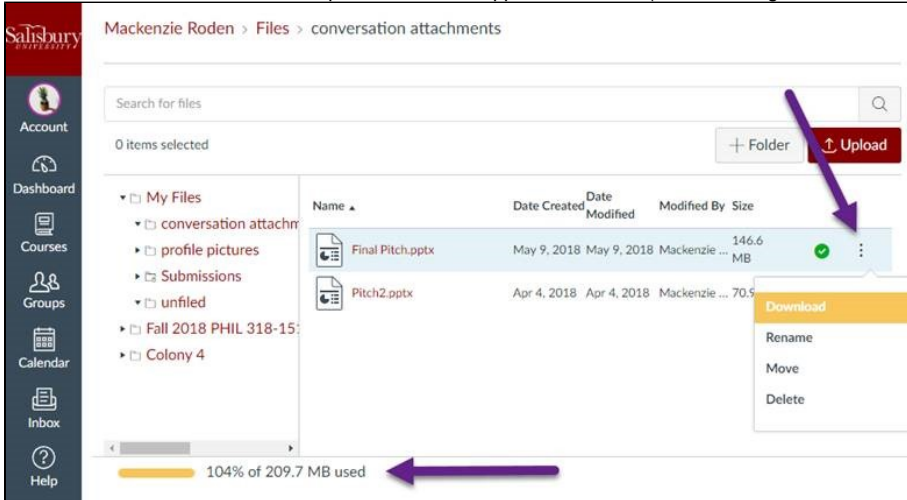 Salisbury
UNIVERSITY
Mackenzie Roden > Files > conversation attachments
Search for files
Account
0 items selected
+ Folder
Upload
Dashboard
My Files
conversation attachm
profile pictures
Submissions
unfiled
Fall 2018 PHIL 318-151
Colony 4
Name
Date Created
Date Modified
Modified By
Size
Final Pitch.pptx
May 9, 2018
May 9, 2018
Mackenzie ...
146.6 MB
Pitch2.pptx
Apr 4, 2018
Apr 4, 2018
Mackenzie ...
70.9
Download
Rename
Move
Delete
Courses
Groups
Calendar
Inbox
Help
104% of 209.7 MB used